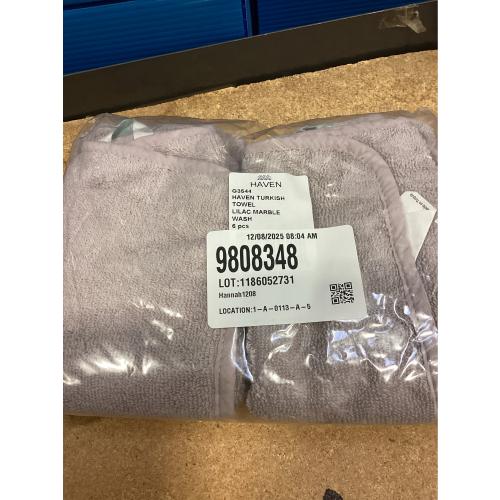 HAVEN
G3544
HAVEN TURKISH
TOWEL
LILAC MARBLE
WASH
6 pcs
12/08/2025 08:04 AM
9808348
LOT:1186052731
Hannah1208
LOCATION:1-A-0113-A-5